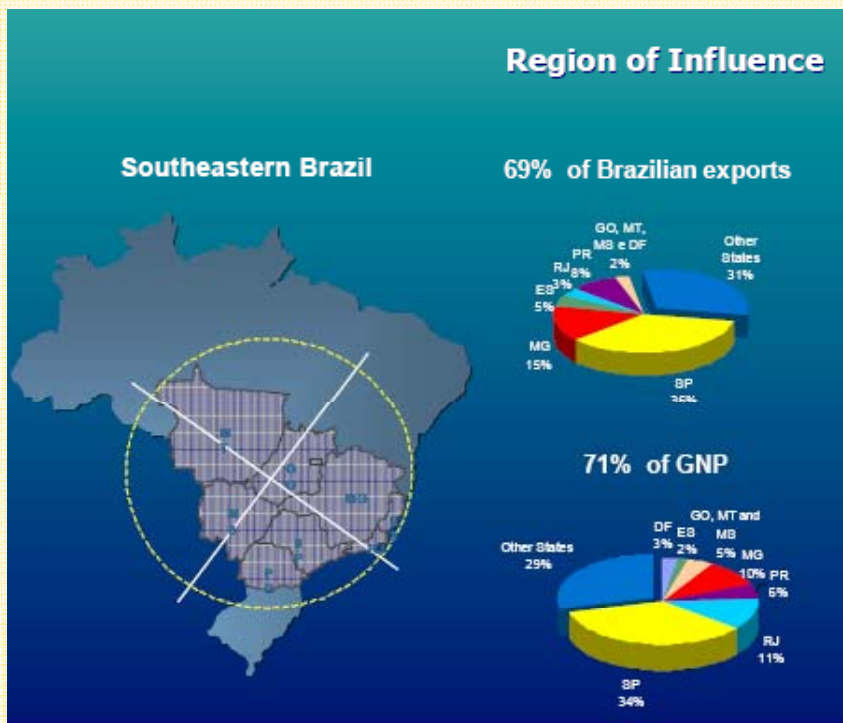 Region of Influence
Southeastern Brazil
69% of Brazilian exports
GO, MT,
MS e DF
2%
PR
8%
RJ
3%
ES
5%
MG
15%
Other
States
31%
SP
36%
71% of GNP
Other States
29%
DF
3%
ES
2%
GO, MT and
MS
5%
MG
10%
PR
6%
RJ
11%
SP
34%